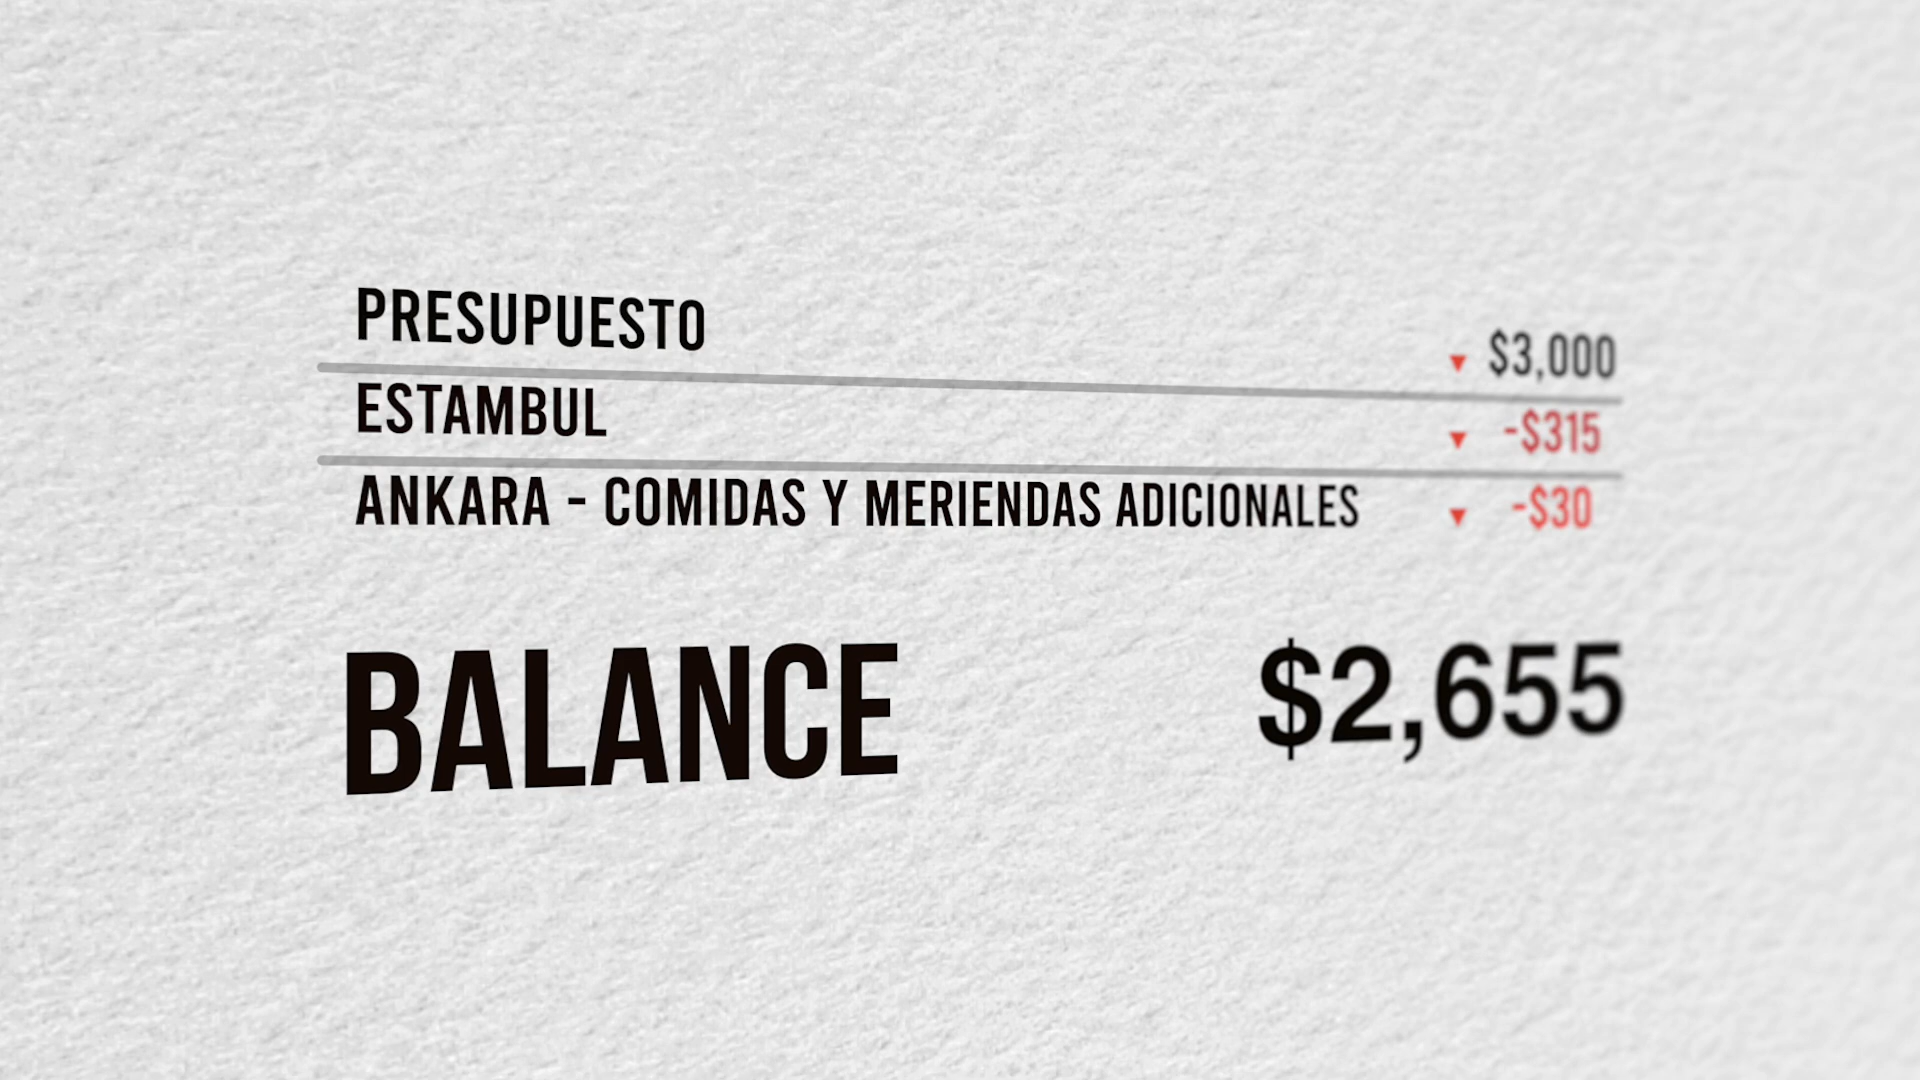 PRESUPUESTO $3,000
ESTAMBUL -$315
ANKARA - COMIDAS Y MERIENDAS ADICIONALES -$30
BALANCE $2,655